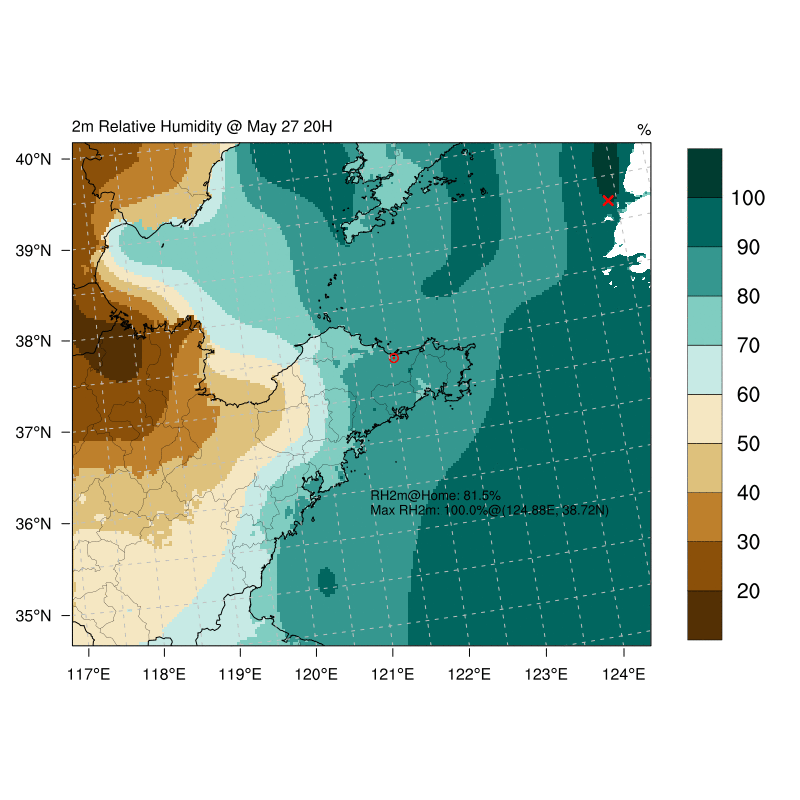 2m Relative Humidity @ May 27 20H
%
40°N
39°N
38°N
37°N
36°N
35°N
117°E
118°E
119°E
120°E
121°E
122°E
123°E
124°E
100
90
80
70
60
50
40
30
20
RH2m@Home: 81.5%
Max RH2m: 100.0%@(124.88E, 38.72N)